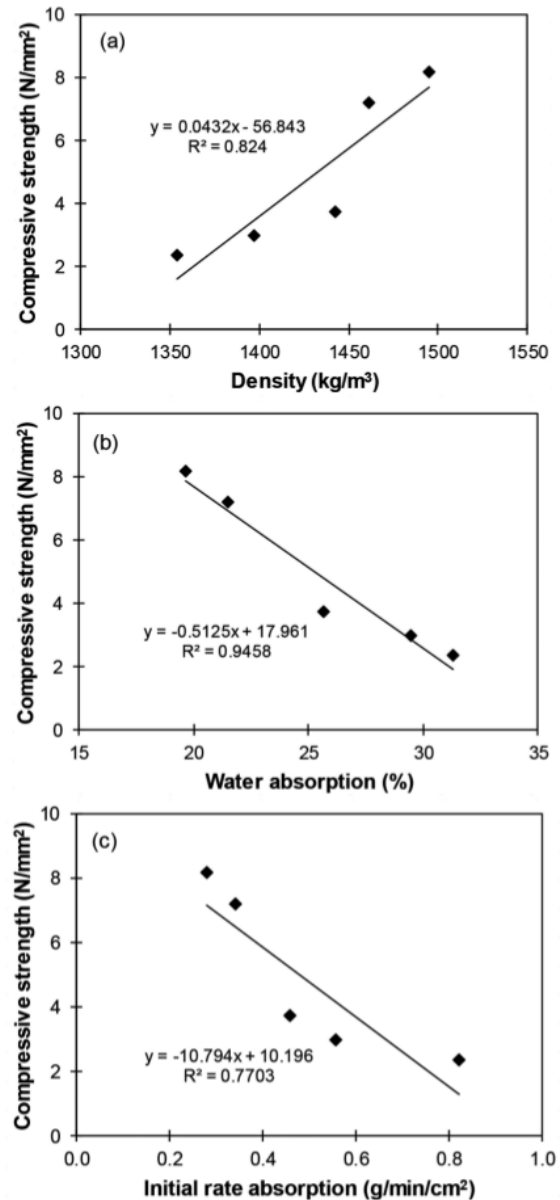 (a)
Compressive strength (N/mm²)
10
8
6
4
2
0
y = 0.0432x - 56.843
R² = 0.824
1300 1350 1400 1450 1500 1550
Density (kg/m³)
(b)
Compressive strength (N/mm²)
10
8
6
4
2
0
y = -0.5125x + 17.961
R² = 0.9458
15 20 25 30 35
Water absorption (%)
(c)
Compressive strength (N/mm²)
10
8
6
4
2
0
y = -10.794x + 10.196
R² = 0.7703
0.0 0.2 0.4 0.6 0.8 1.0
Initial rate absorption (g/min/cm²)